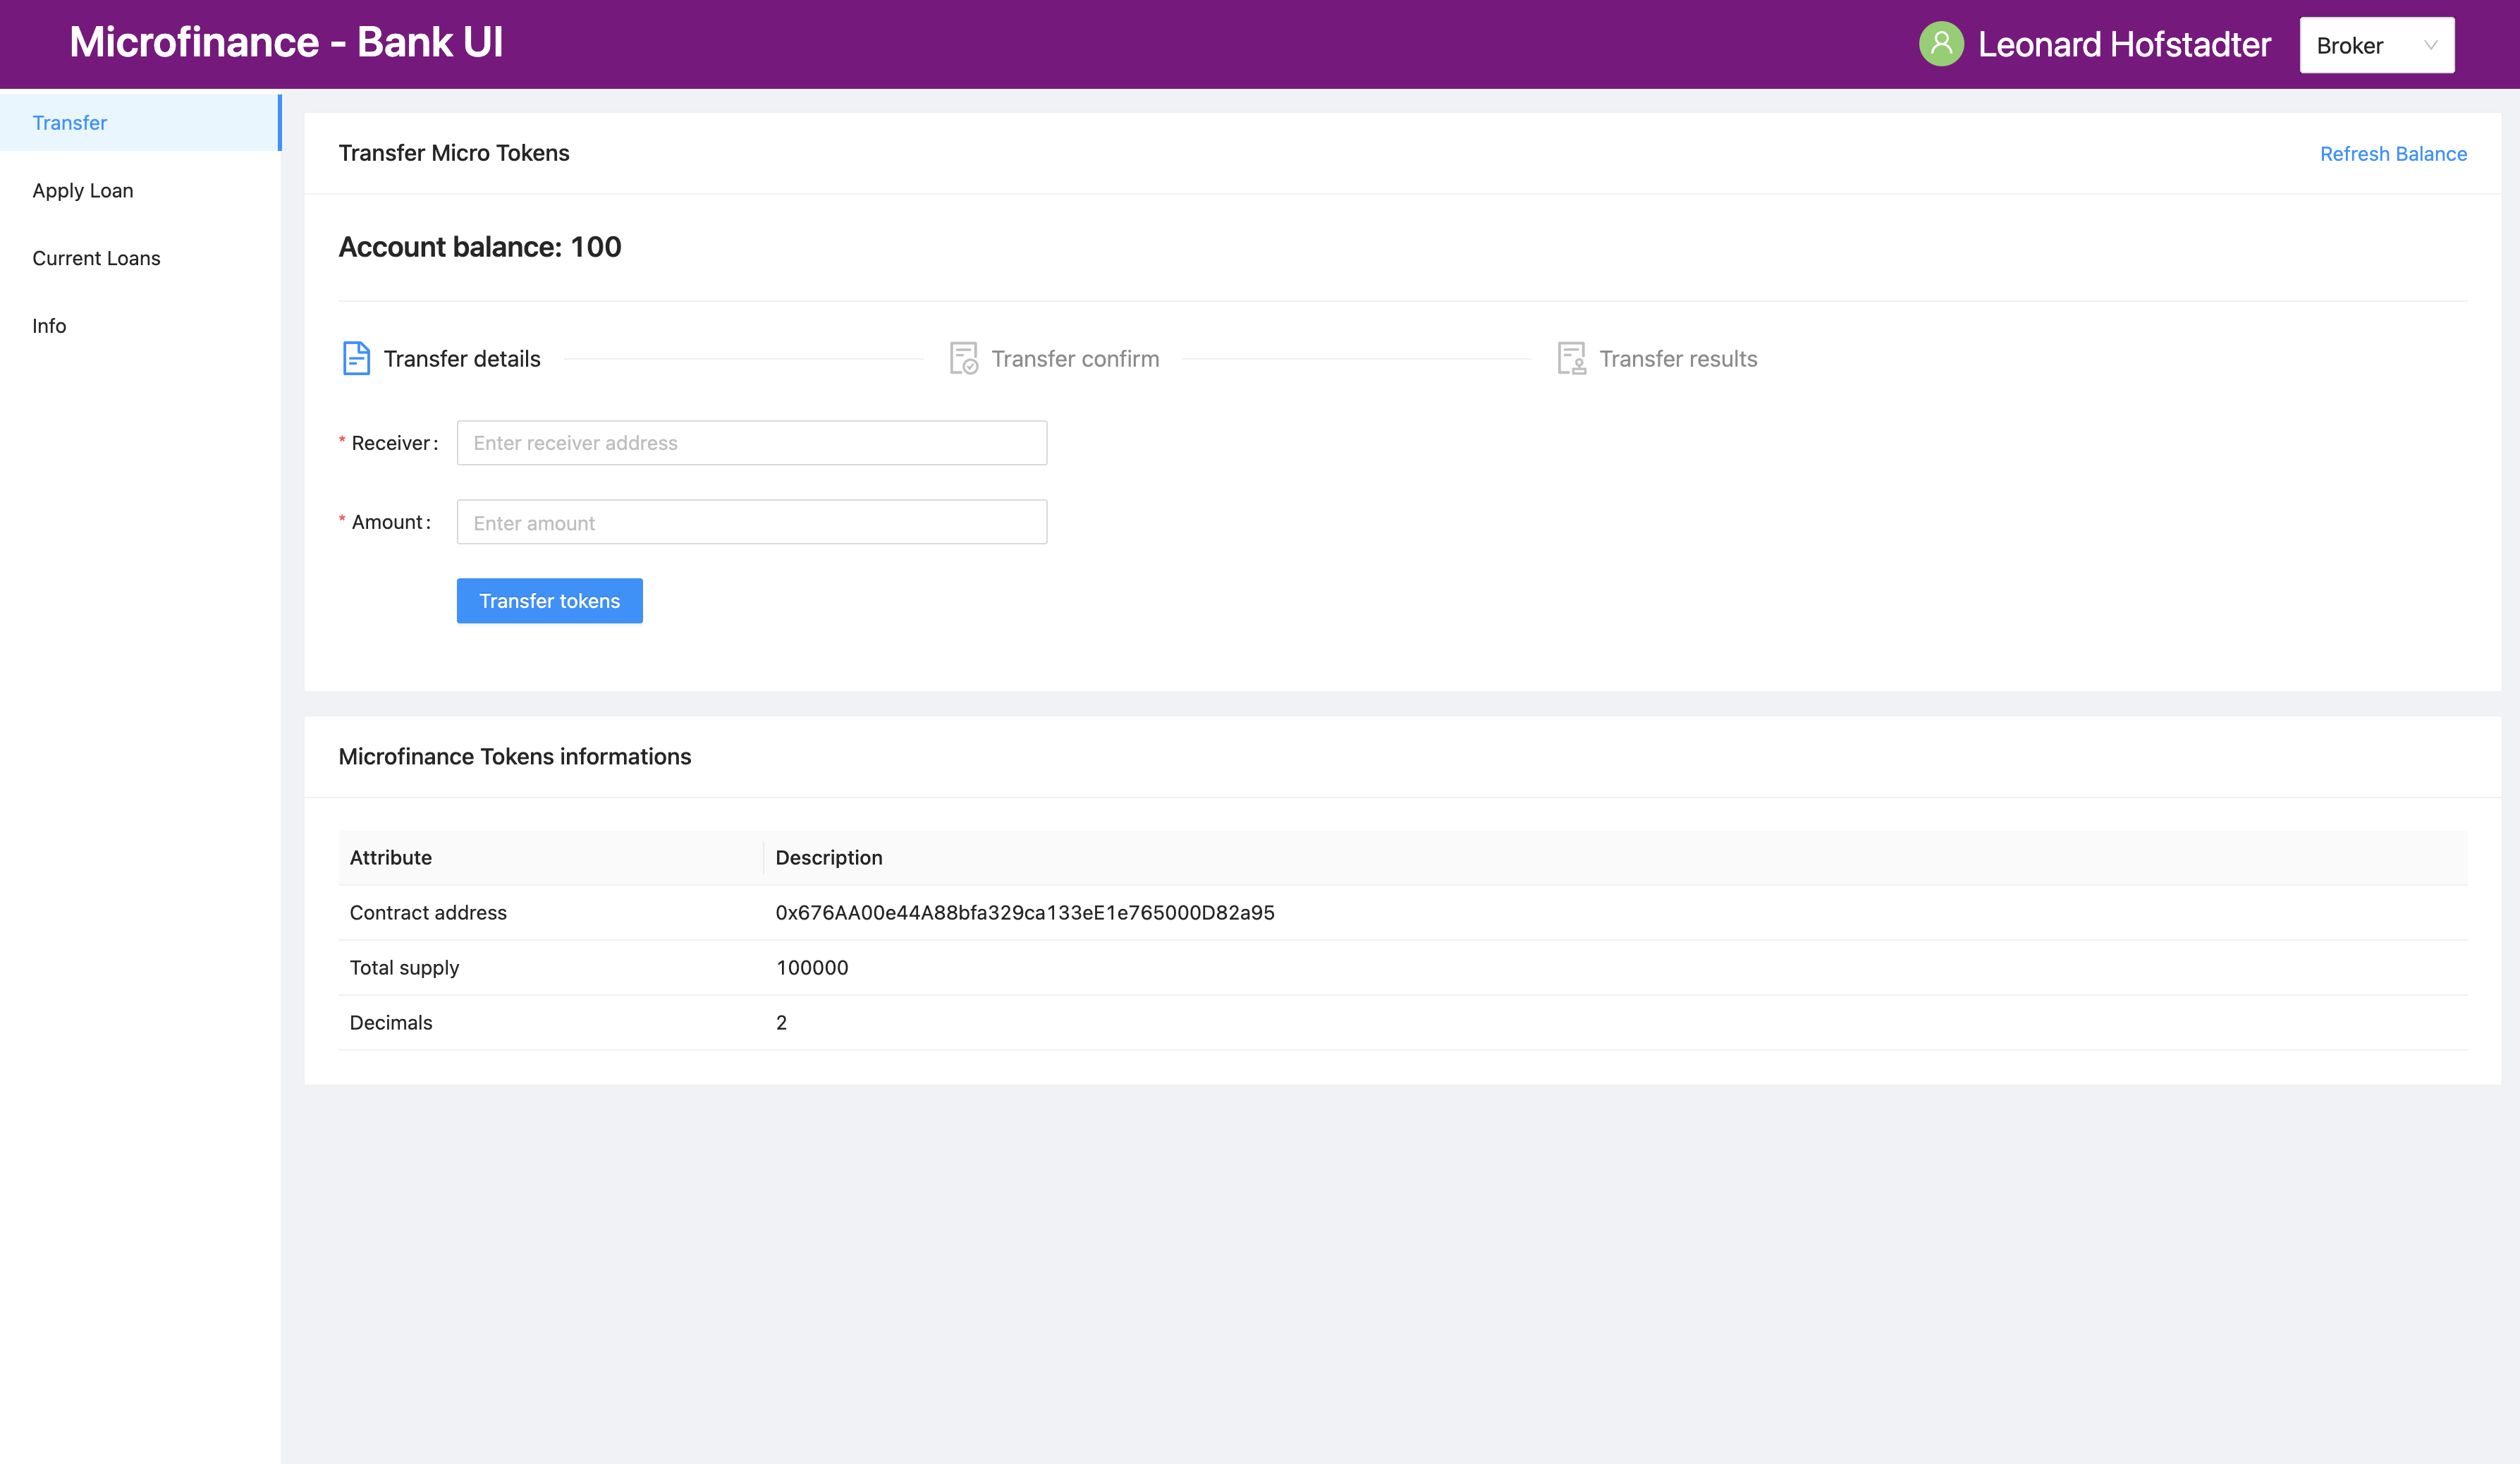 Microfinance - Bank UI
Leonard Hofstadter
Broker
Transfer
Apply Loan
Current Loans
Info
Transfer Micro Tokens
Refresh Balance
Account balance: 100
Transfer details
Transfer confirm
Transfer results
* Receiver:
Enter receiver address
* Amount:
Enter amount
Transfer tokens
Microfinance Tokens informations
Attribute Description
Contract address 0x676AA00e44A88bfa329ca133eE1e765000D82a95
Total supply 100000
Decimals 2